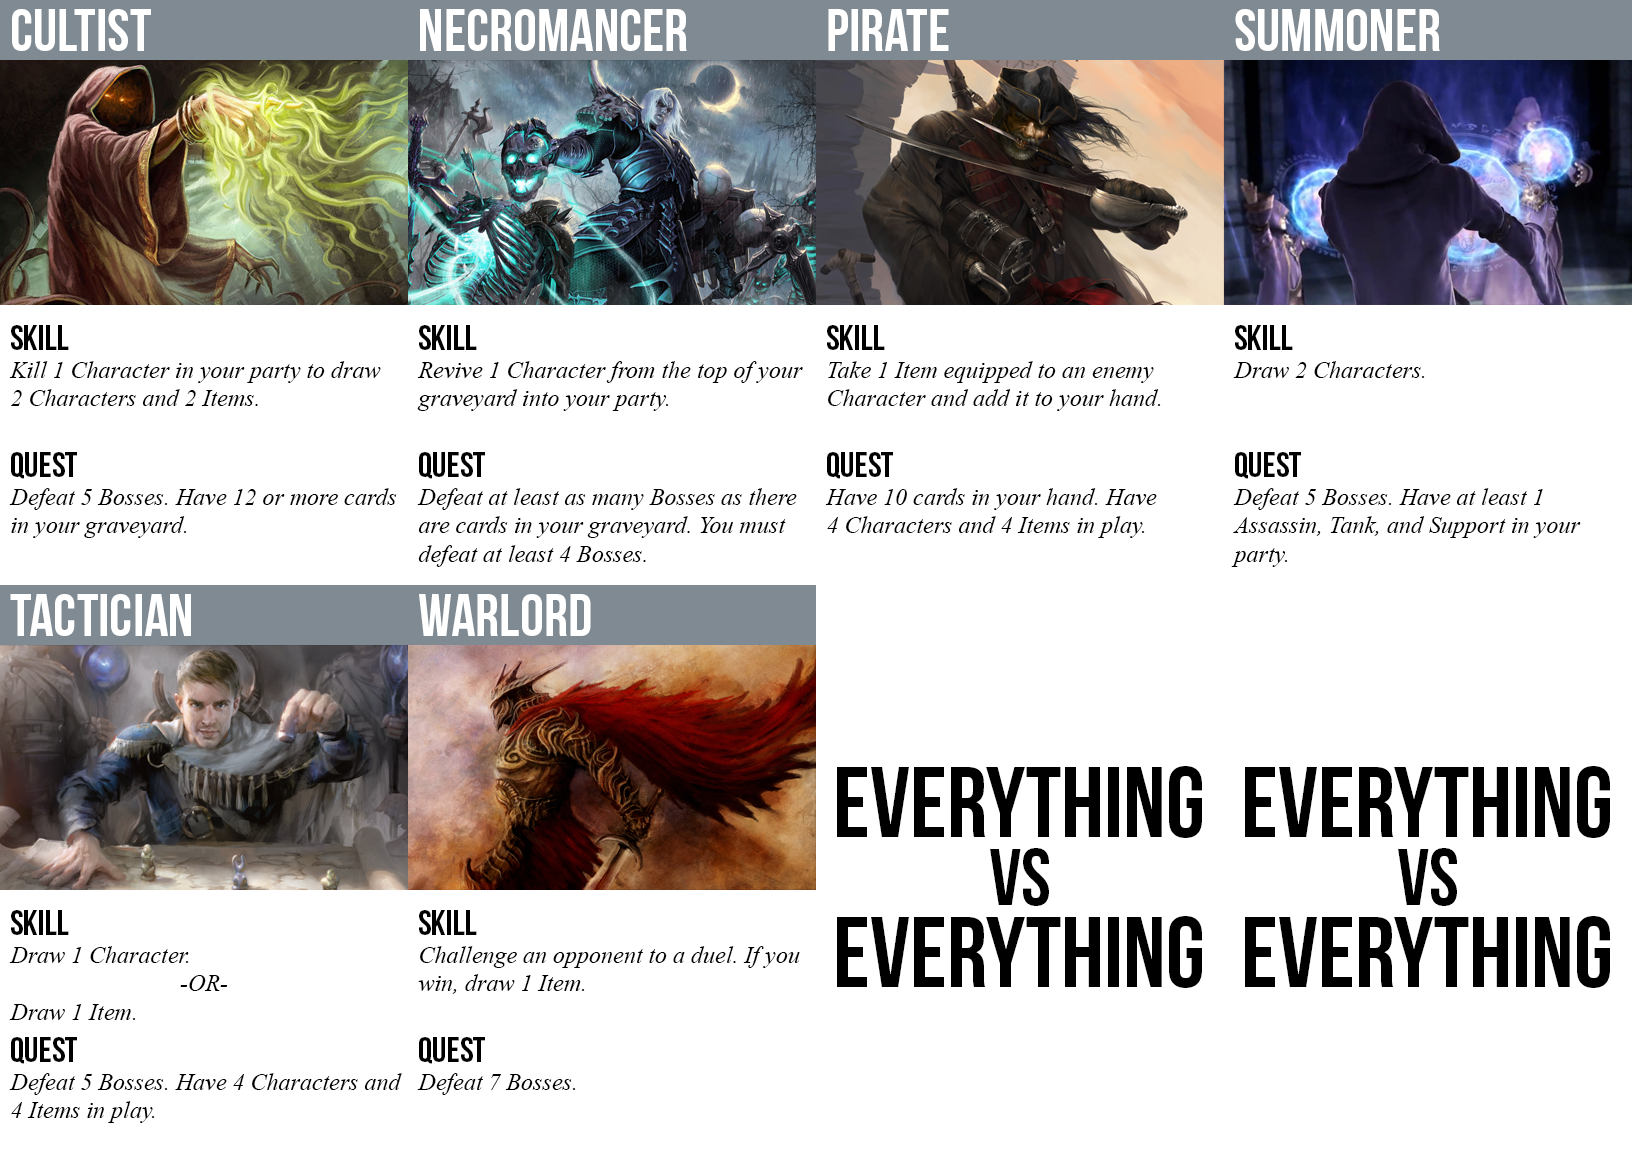 CULTIST
SKILL
Kill 1 Character in your party to draw
2 Characters and 2 Items.
QUEST
Defeat 5 Bosses. Have 12 or more cards
in your graveyard.
NECROMANCER
SKILL
Revive 1 Character from the top of your
graveyard into your party.
QUEST
Defeat at least as many Bosses as there
are cards in your graveyard. You must
defeat at least 4 Bosses.
PIRATE
SKILL
Take 1 Item equipped to an enemy
Character and add it to your hand.
QUEST
Have 10 cards in your hand. Have
4 Characters and 4 Items in play.
SUMMONER
SKILL
Draw 2 Characters.
QUEST
Defeat 5 Bosses. Have at least 1
Assassin, Tank, and Support in your
party.
TACTICIAN
SKILL
Draw 1 Character.
-OR-
Draw 1 Item.
QUEST
Defeat 5 Bosses. Have 4 Characters and
4 Items in play.
WARLORD
SKILL
Challenge an opponent to a duel. If you
win, draw 1 Item.
QUEST
Defeat 7 Bosses.
EVERYTHING
VS
EVERYTHING
EVERYTHING
VS
EVERYTHING